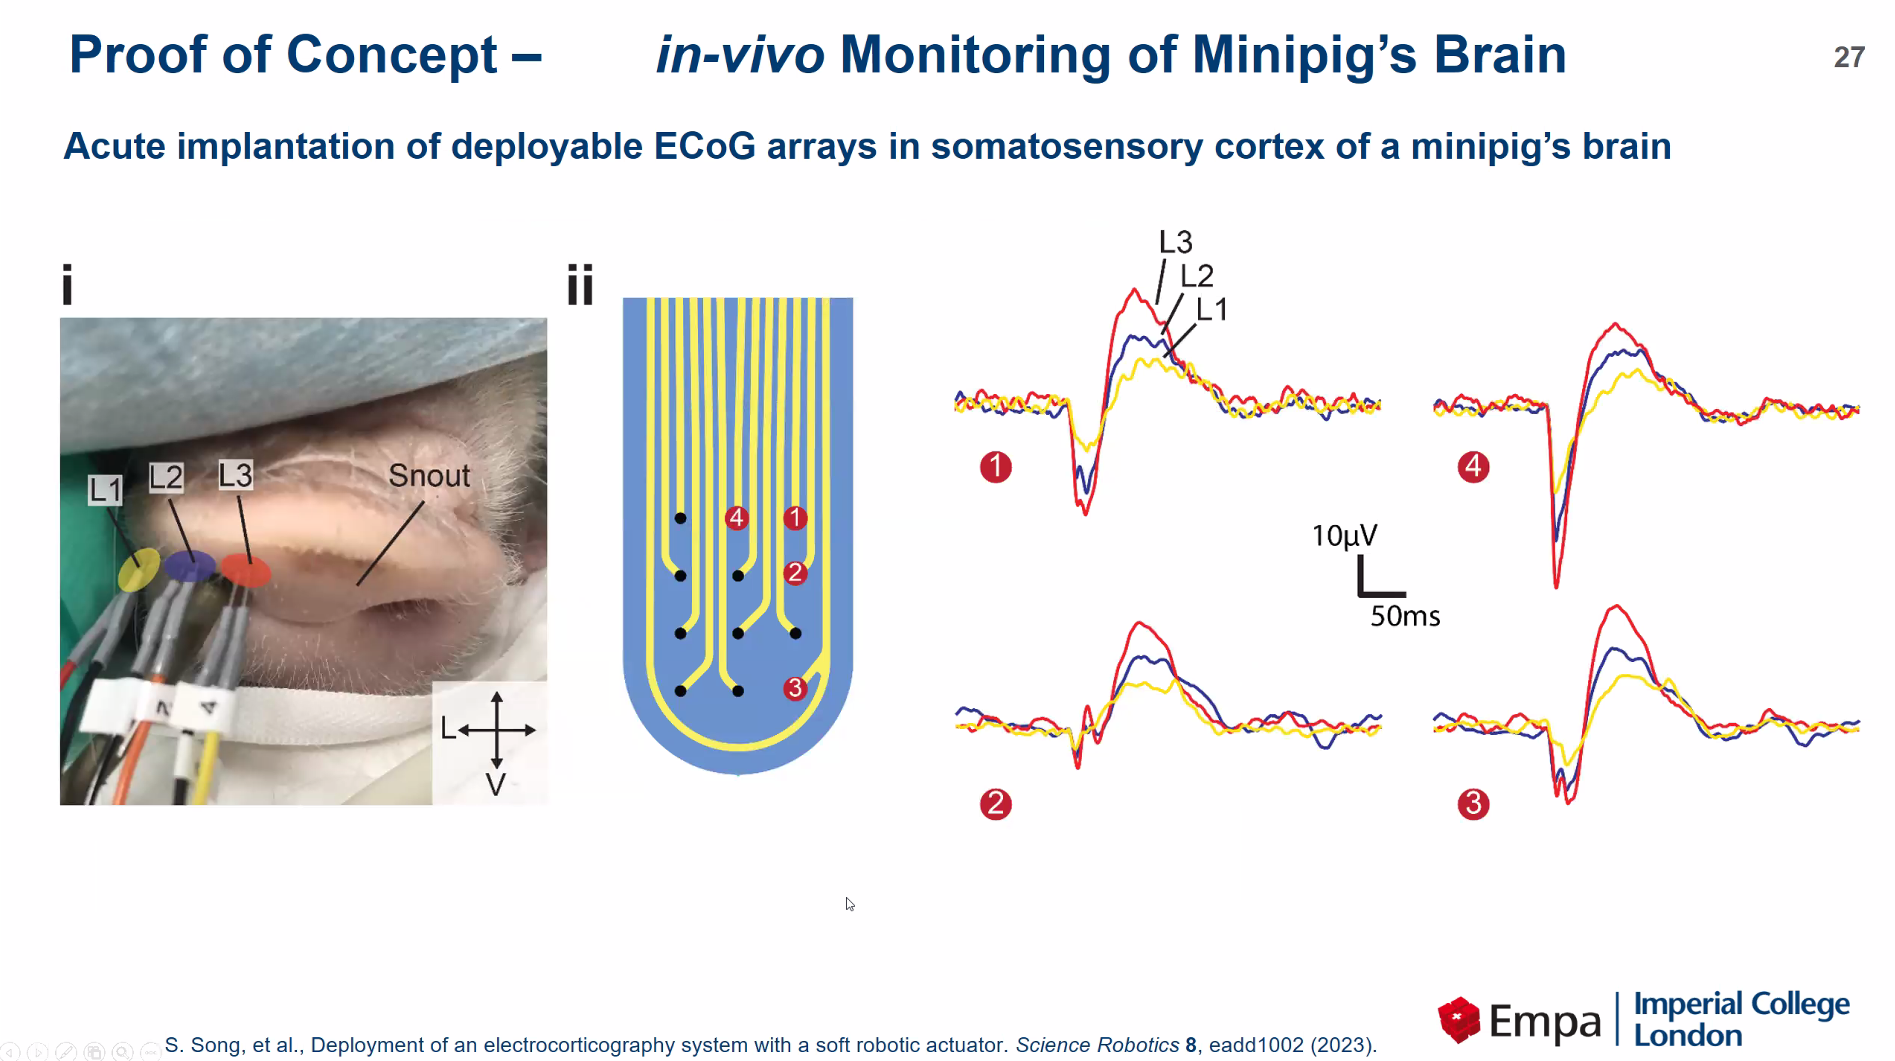 Proof of Concept – in-vivo Monitoring of Minipig’s Brain
27
Acute implantation of deployable ECoG arrays in somatosensory cortex of a minipig’s brain
i
L1
L2
L3
Snout
2
4
L
V
ii
4
1
2
3
L3
L2
L1
1
4
10µV
50ms
2
3
Empa
Imperial College
London
S. Song, et al., Deployment of an electrocorticography system with a soft robotic actuator. Science Robotics 8, eadd1002 (2023).